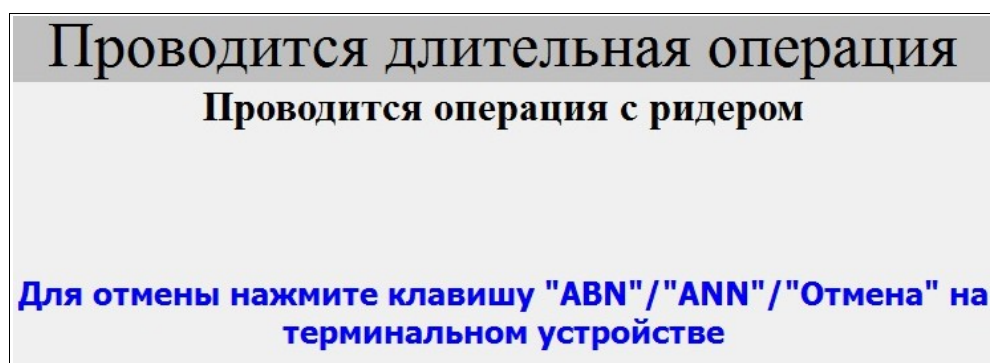 Проводится длительная операция
Проводится операция с ридером
Для отмены нажмите клавишу "ABN"/"ANN"/"Отмена" на
терминальном устройстве